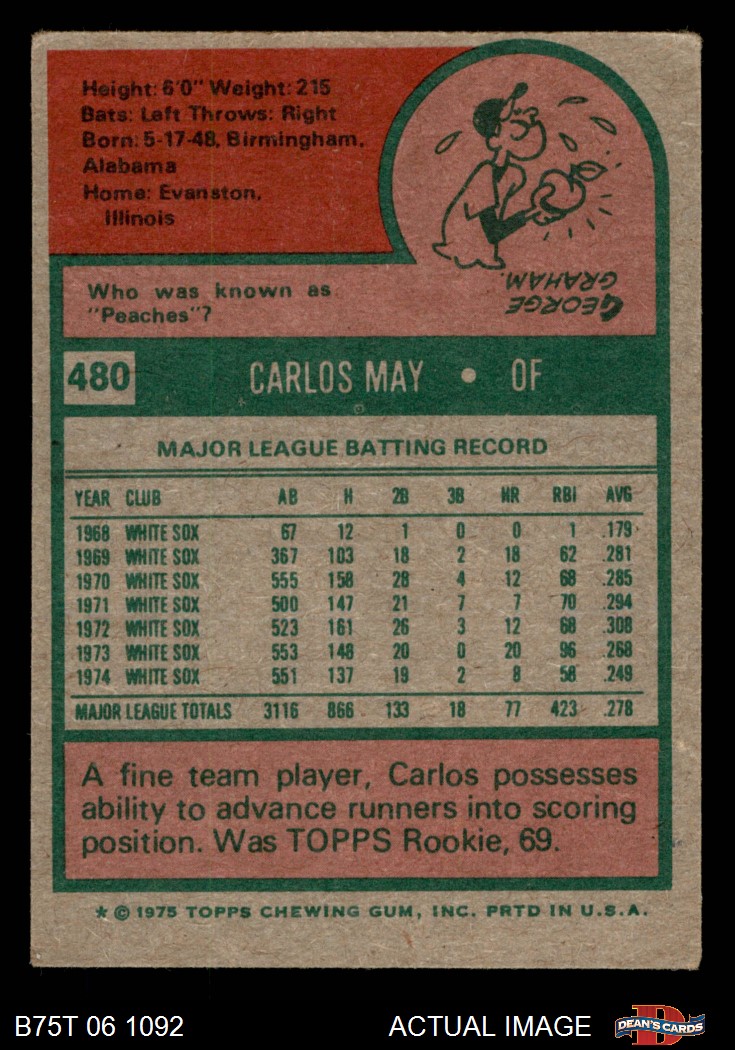 Height: 6'0" Weight: 215
Bats: Left Throws: Right
Born: 5-17-48, Birmingham,
Alabama
Home: Evanston,
Illinois
Who was known as
"Peaches"?
GEORGE
GRAHAM.
480 CARLOS MAY • OF
MAJOR LEAGUE BATTING RECORD
YEAR CLUB AB H 2B 3B HR RBI AVG
1968 WHITE SOX 67 12 1 0 0 1 .179
1969 WHITE SOX 367 103 18 2 18 62 .281
1970 WHITE SOX 555 158 28 4 12 68 .285
1971 WHITE SOX 500 147 21 7 7 70 .294
1972 WHITE SOX 523 161 26 3 12 68 .308
1973 WHITE SOX 553 148 20 0 20 96 .268
1974 WHITE SOX 551 137 19 2 8 58 .249
MAJOR LEAGUE TOTALS 3116 866 133 18 77 423 .278
A fine team player, Carlos possesses
ability to advance runners into scoring
position. Was TOPPS Rookie, 69.
* © 1975 TOPPS CHEWING GUM, INC. PRTD IN U.S.A.
B75T 06 1092 ACTUAL IMAGE
D
DEAN'S CARDS